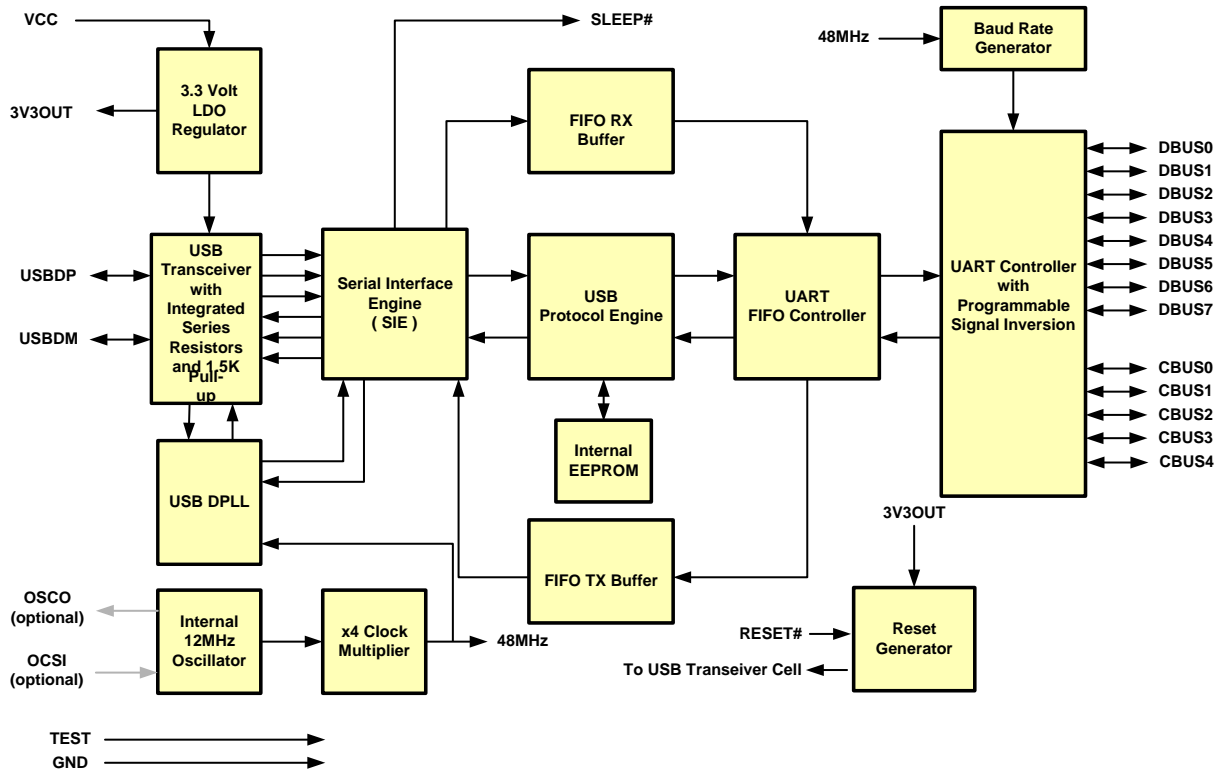 VCC
SLEEP#
48MHz
Baud Rate
Generator
3.3 Volt
LDO
Regulator
3V3OUT
FIFO RX
Buffer
DBUS0
DBUS1
DBUS2
DBUS3
DBUS4
DBUS5
DBUS6
DBUS7
USBDP
USBDM
USB
Transceiver
with
Integrated
Series
Resistors
and 1.5K
Pull-
up
Serial Interface
Engine
( SIE )
USB
Protocol Engine
UART
FIFO Controller
UART Controller
with
Programmable
Signal Inversion
CBUS0
CBUS1
CBUS2
CBUS3
CBUS4
Internal
EEPROM
USB DPLL
3V3OUT
FIFO TX Buffer
OSCO
(optional)
OCSI
(optional)
Internal
12MHz
Oscillator
x4 Clock
Multiplier
48MHz
RESET#
Reset
Generator
To USB Transeiver Cell
TEST
GND